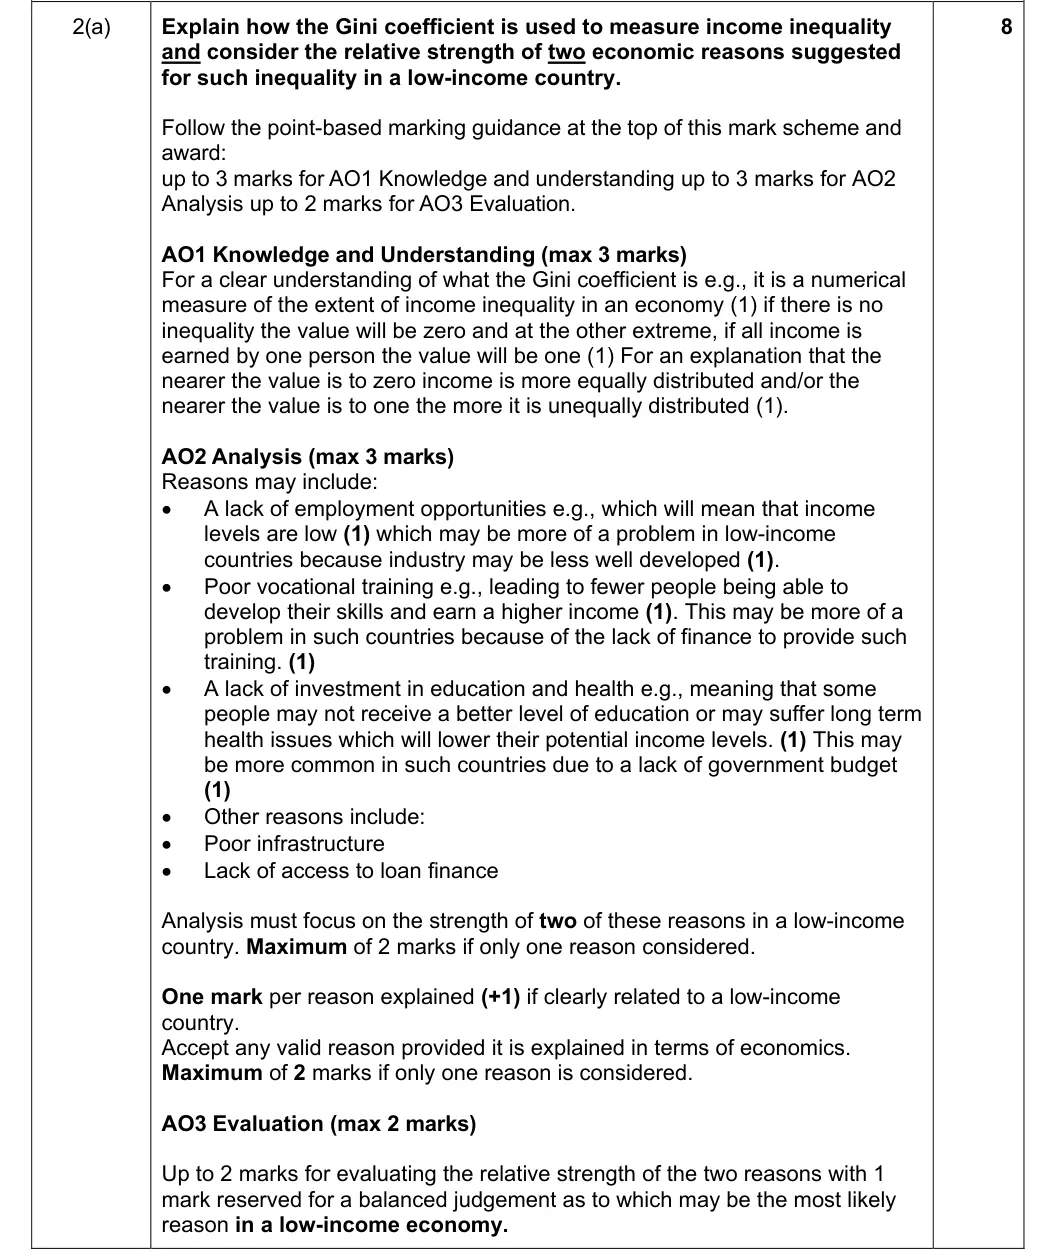 2(a)
Explain how the Gini coefficient is used to measure income inequality
and consider the relative strength of two economic reasons suggested
for such inequality in a low-income country.
8
Follow the point-based marking guidance at the top of this mark scheme and
award:
up to 3 marks for AO1 Knowledge and understanding up to 3 marks for AO2
Analysis up to 2 marks for AO3 Evaluation.
AO1 Knowledge and Understanding (max 3 marks)
For a clear understanding of what the Gini coefficient is e.g., it is a numerical
measure of the extent of income inequality in an economy (1) if there is no
inequality the value will be zero and at the other extreme, if all income is
earned by one person the value will be one (1) For an explanation that the
nearer the value is to zero income is more equally distributed and/or the
nearer the value is to one the more it is unequally distributed (1).
AO2 Analysis (max 3 marks)
Reasons may include:
• A lack of employment opportunities e.g., which will mean that income
levels are low (1) which may be more of a problem in low-income
countries because industry may be less well developed (1).
• Poor vocational training e.g., leading to fewer people being able to
develop their skills and earn a higher income (1). This may be more of a
problem in such countries because of the lack of finance to provide such
training. (1)
• A lack of investment in education and health e.g., meaning that some
people may not receive a better level of education or may suffer long term
health issues which will lower their potential income levels. (1) This may
be more common in such countries due to a lack of government budget
(1)
• Other reasons include:
• Poor infrastructure
• Lack of access to loan finance
Analysis must focus on the strength of two of these reasons in a low-income
country. Maximum of 2 marks if only one reason considered.
One mark per reason explained (+1) if clearly related to a low-income
country.
Accept any valid reason provided it is explained in terms of economics.
Maximum of 2 marks if only one reason is considered.
AO3 Evaluation (max 2 marks)
Up to 2 marks for evaluating the relative strength of the two reasons with 1
mark reserved for a balanced judgement as to which may be the most likely
reason in a low-income economy.